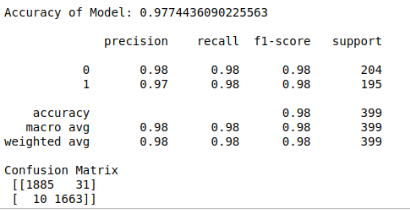 Accuracy of Model: 0.9774436090225563
precision recall f1-score support
0 0.98 0.98 0.98 204
1 0.97 0.98 0.98 195
accuracy 0.98 399
macro avg 0.98 0.98 0.98 399
weighted avg 0.98 0.98 0.98 399
Confusion Matrix
[[1885 31]
[ 10 1663]]